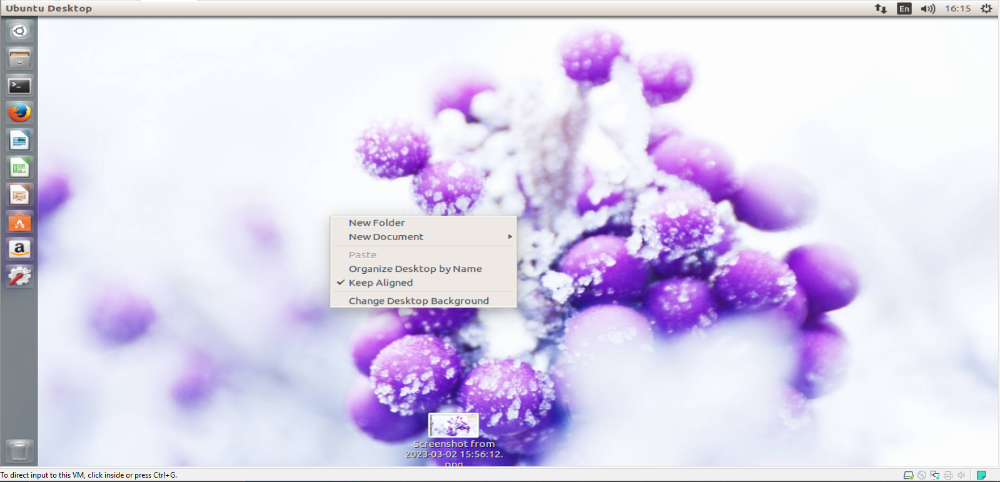 Ubuntu Desktop
En
16:15
New Folder
New Document
Paste
Organize Desktop by Name
Keep Aligned
Change Desktop Background
Screenshot from
2023-03-02 15:56:12.
png
To direct input to this VM, click inside or press Ctrl+G.